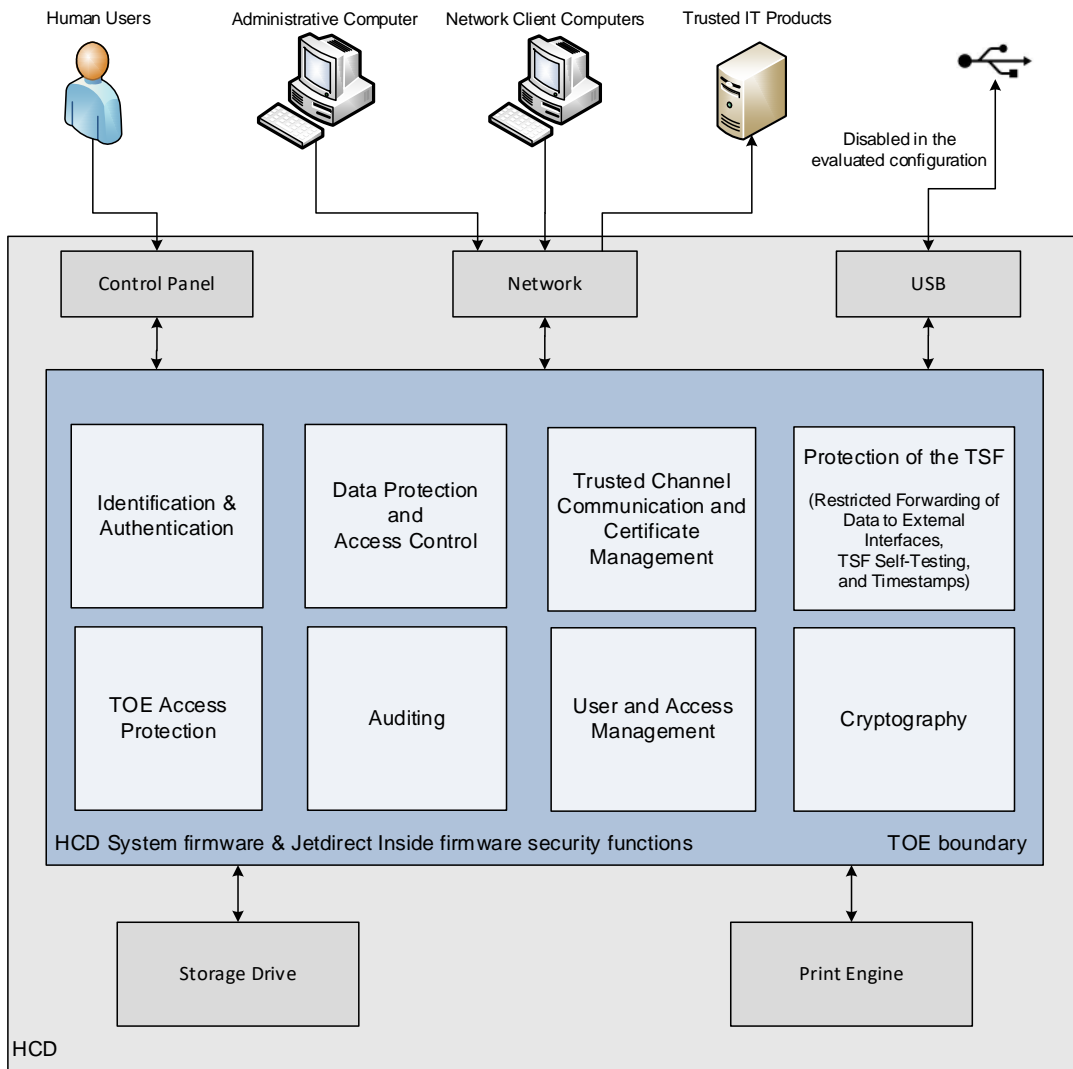 Human Users
Administrative Computer
Network Client Computers
Trusted IT Products
Disabled in the
evaluated configuration
Control Panel
Network
USB
Identification &
Authentication
Data Protection
and
Access Control
Trusted Channel
Communication and
Certificate
Management
Protection of the TSF
(Restricted Forwarding of
Data to External
Interfaces,
TSF Self-Testing,
and Timestamps)
TOE Access
Protection
Auditing
User and Access
Management
Cryptography
HCD System firmware & Jetdirect Inside firmware security functions
TOE boundary
Storage Drive
Print Engine
HCD